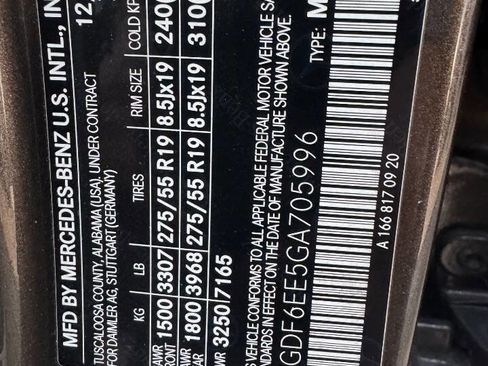 MFD BY MERCEDES-BENZ U.S. INTL., IN
12
TUSCALOOSA COUNTY, ALABAMA (USA), UNDER CONTRACT
FOR DAIMLER AG, STUTTGART (GERMANY)
KG LB TIRES RIM SIZE COLD KP
1500 3307 275/55 R19 8.5Jx19 240
FRONT
1800 3968 275/55 R19 8.5Jx19 310
3250 7165
CONFORMS TO ALL APPLICABLE FEDERAL MOTOR VEHICLE SA
IN EFFECT ON THE DATE OF MANUFACTURE SHOWN ABOVE.
GDF6EE5GA705996 TYPE: M
A 160 817 09 20